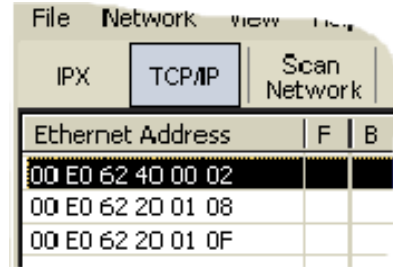 File Network View
IPX TCP/IP Scan Network
Ethernet Address F B
00 E0 62 40 00 02
00 E0 62 20 01 08
00 E0 62 20 01 0F